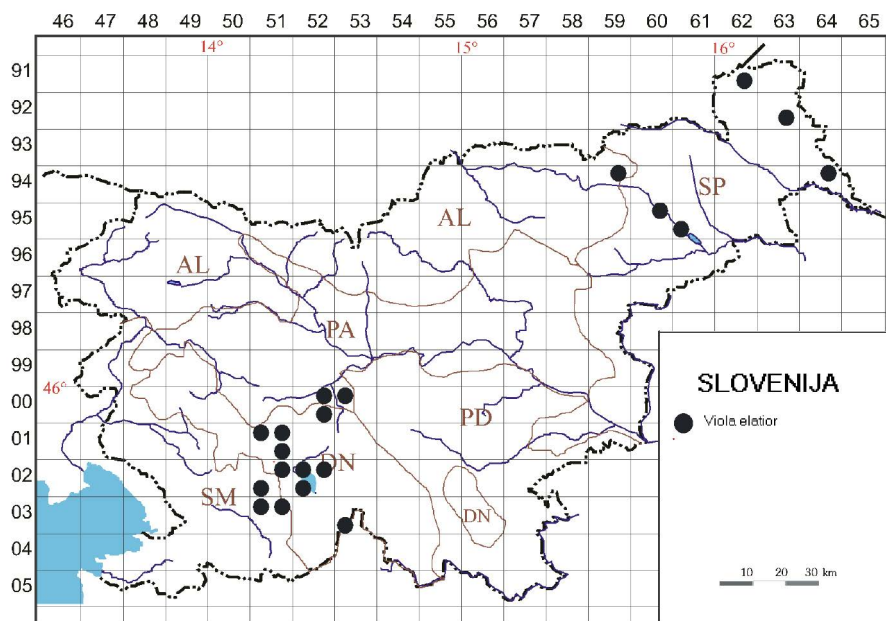 46 47 48 49 50 51 52 53 54 55 56 57 58 59 60 61 62 63 64 65
14° 15° 16°
91
92
93
94
95
96
97
98
99
46°
00
01
02
03
04
05
SP
AL
AL
PA
PD
DN
SM
DN
SLOVENIJA
Viola elatior
10 20 30 km